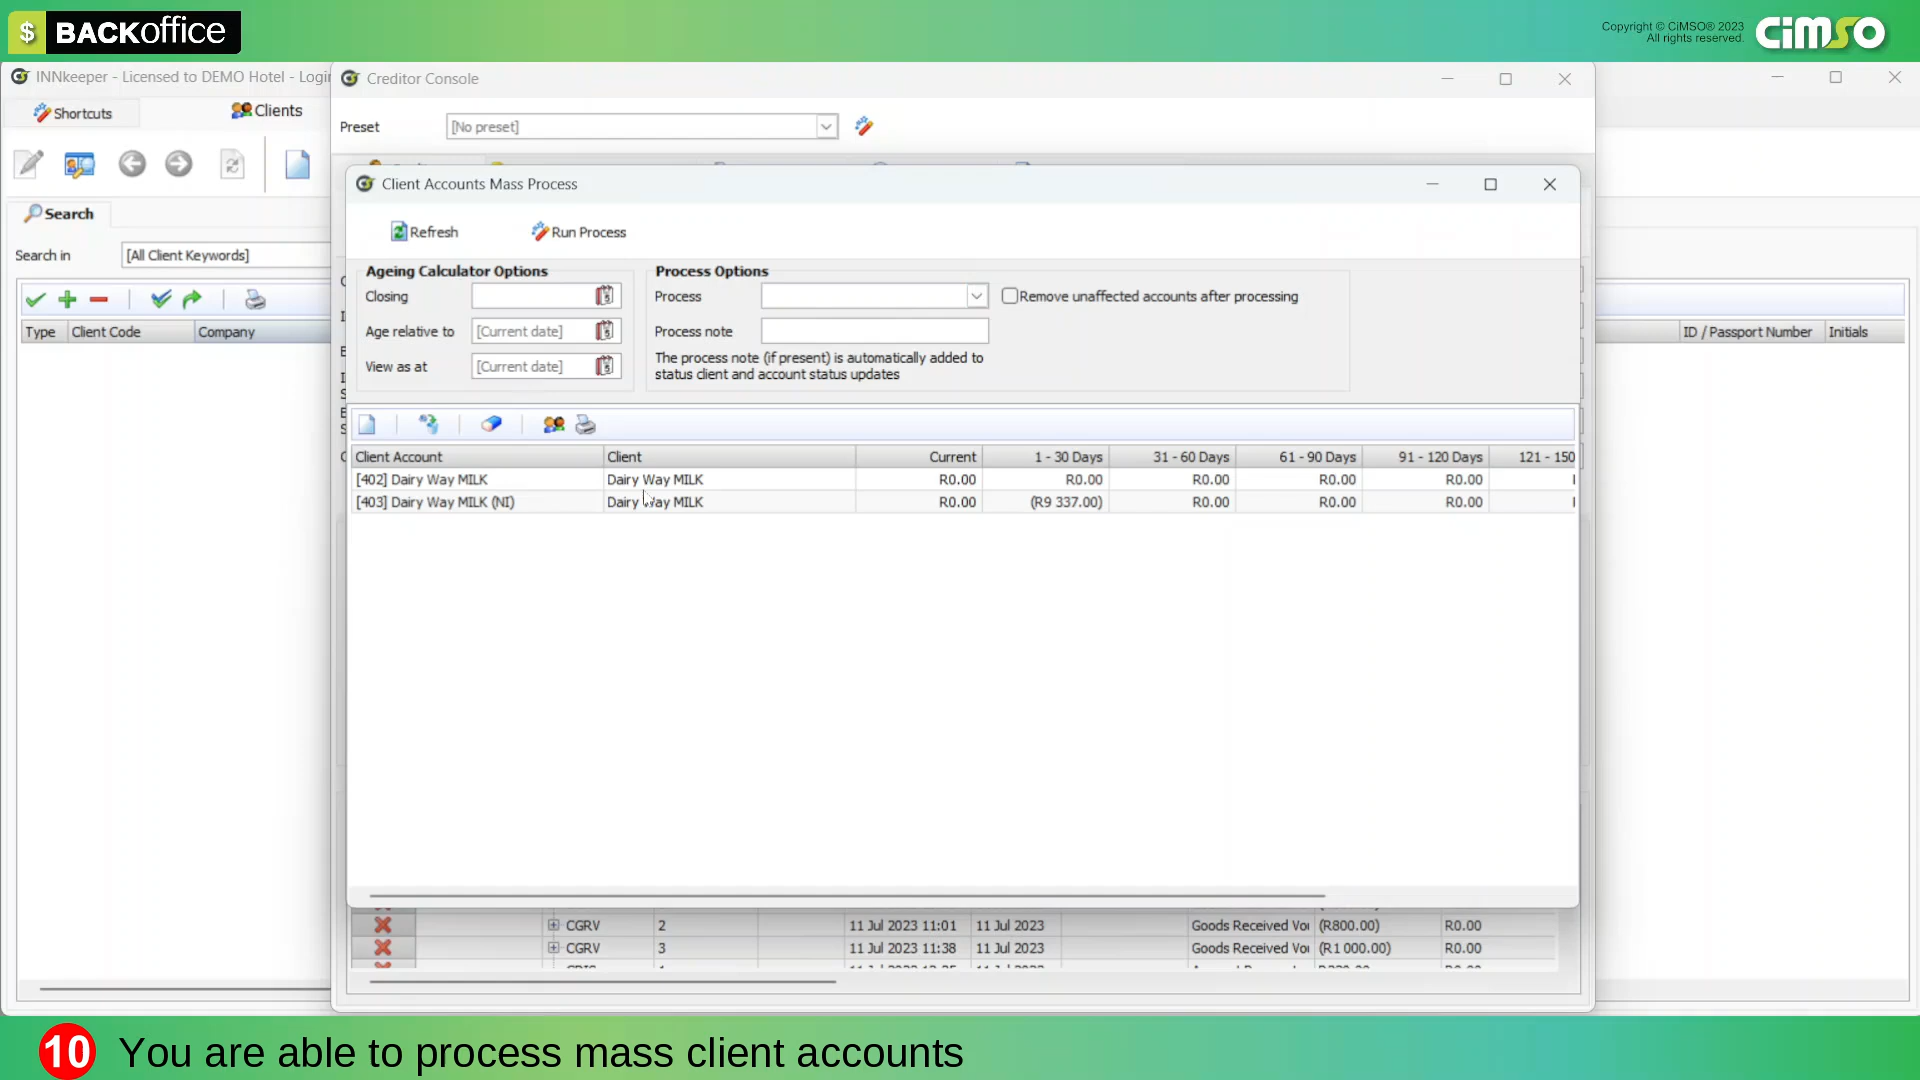 $ BACKoffice
Copyright © CiMSO® 2023
All rights reserved.
CiMSO
INNkeeper - Licensed to DEMO Hotel - Login
Creditor Console
Shortcuts
Clients
Preset
[No preset]
Client Accounts Mass Process
Refresh
Run Process
Search
Search in
[All Client Keywords]
Ageing Calculator Options
Process Options
Closing
Process
Remove unaffected accounts after processing
Age relative to
[Current date]
Process note
View as at
[Current date]
The process note (if present) is automatically added to
status client and account status updates
Type Client Code Company
ID / Passport Number Initials
Client Account Client Current 1 - 30 Days 31 - 60 Days 61 - 90 Days 91 - 120 Days 121 - 150
[402] Dairy Way MILK Dairy Way MILK R0.00 R0.00 R0.00 R0.00 R0.00
[403] Dairy Way MILK (NI) Dairy Way MILK R0.00 (R9 337.00) R0.00 R0.00 R0.00
CGRV 2 11 Jul 2023 11:01 11 Jul 2023 Goods Received Vou (R800.00) R0.00
CGRV 3 11 Jul 2023 11:38 11 Jul 2023 Goods Received Vou (R1 000.00) R0.00
10 You are able to process mass client accounts